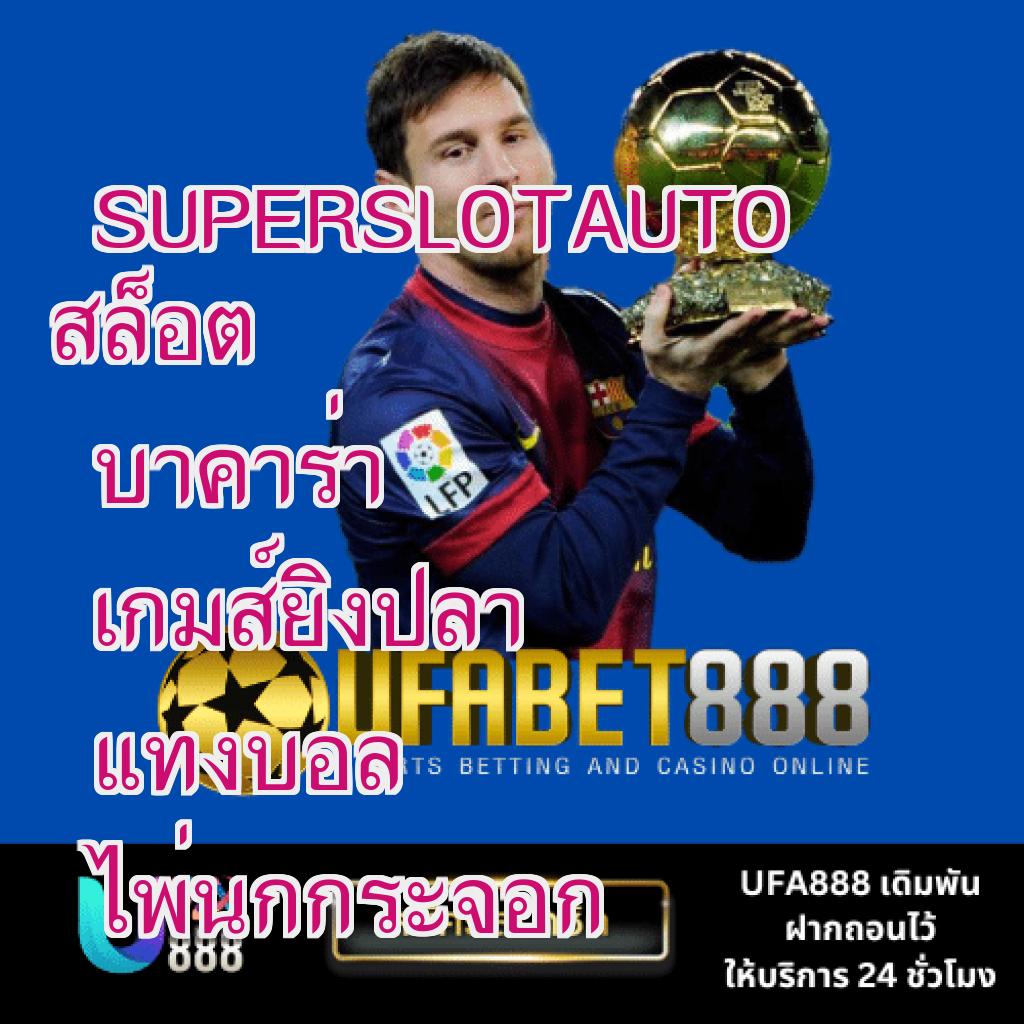 SUPERSLOTAUTO
สล็อต
บาคาร่า
LFP
เกมส์ยิงปลา
UFABET888
RTS BETTING AND CASINO ONLINE
แทงบอล
ไพ่นกกระจอก
888
UFA888 เดิมพัน
ฝากถอนไว้
ให้บริการ 24 ชั่วโมง